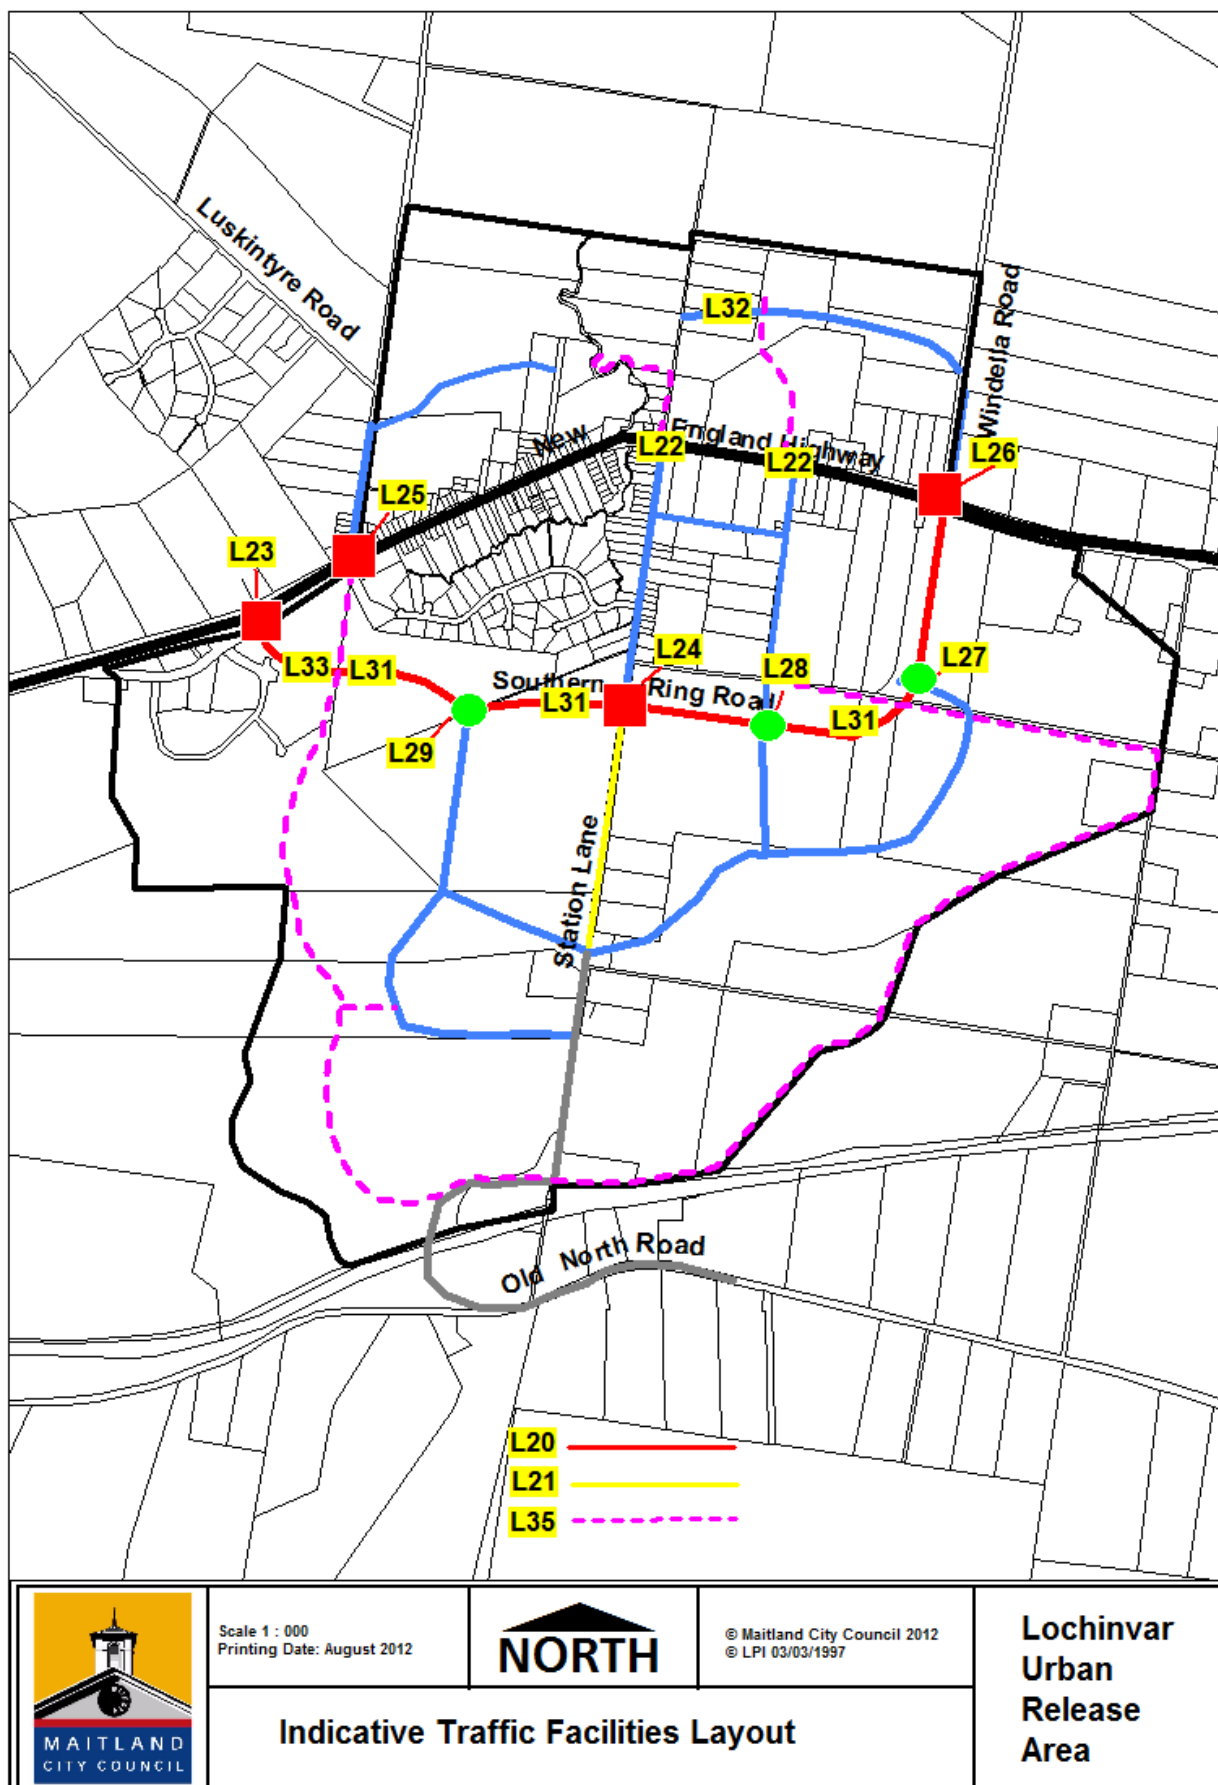 Luskintyre Road
Windella Road
L32
New England Highway
L22
L22
L26
L25
L23
L24
L27
L28
L33
L31
Southern Ring Road
L31
L31
L29
Station Lane
Old North Road
L20
L21
L35
MAITLAND
CITY COUNCIL
Scale 1 : 000
Printing Date: August 2012
NORTH
© Maitland City Council 2012
© LPI 03/03/1997
Indicative Traffic Facilities Layout
Lochinvar
Urban
Release
Area